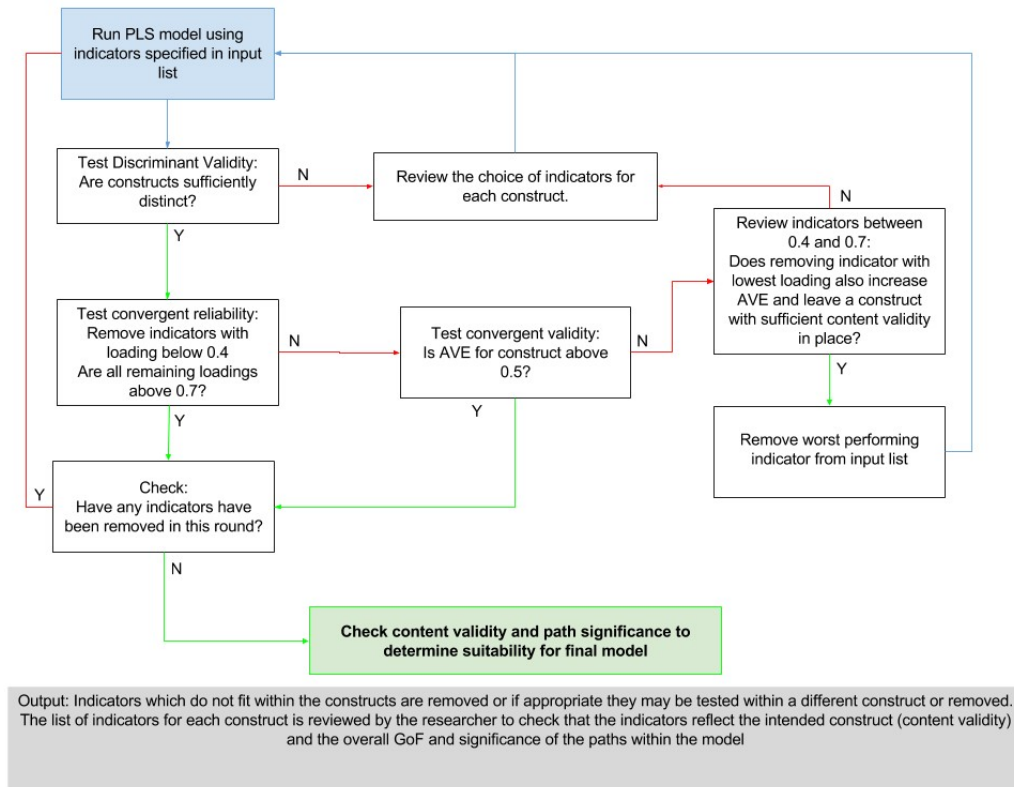 Run PLS model using
indicators specified in input
list
Test Discriminant Validity:
Are constructs sufficiently
distinct?
N
Review the choice of indicators for
each construct.
N
Y
Review indicators between
0.4 and 0.7:
Does removing indicator with
lowest loading also increase
AVE and leave a construct
with sufficient content validity
in place?
Test convergent reliability:
Remove indicators with
loading below 0.4
Are all remaining loadings
above 0.7?
N
Test convergent validity:
Is AVE for construct above
0.5?
N
Y
Y
Y
Remove worst performing
indicator from input list
Check:
Have any indicators have
been removed in this round?
Y
N
Check content validity and path significance to
determine suitability for final model
Output: Indicators which do not fit within the constructs are removed or if appropriate they may be tested within a different construct or removed.
The list of indicators for each construct is reviewed by the researcher to check that the indicators reflect the intended construct (content validity)
and the overall GoF and significance of the paths within the model